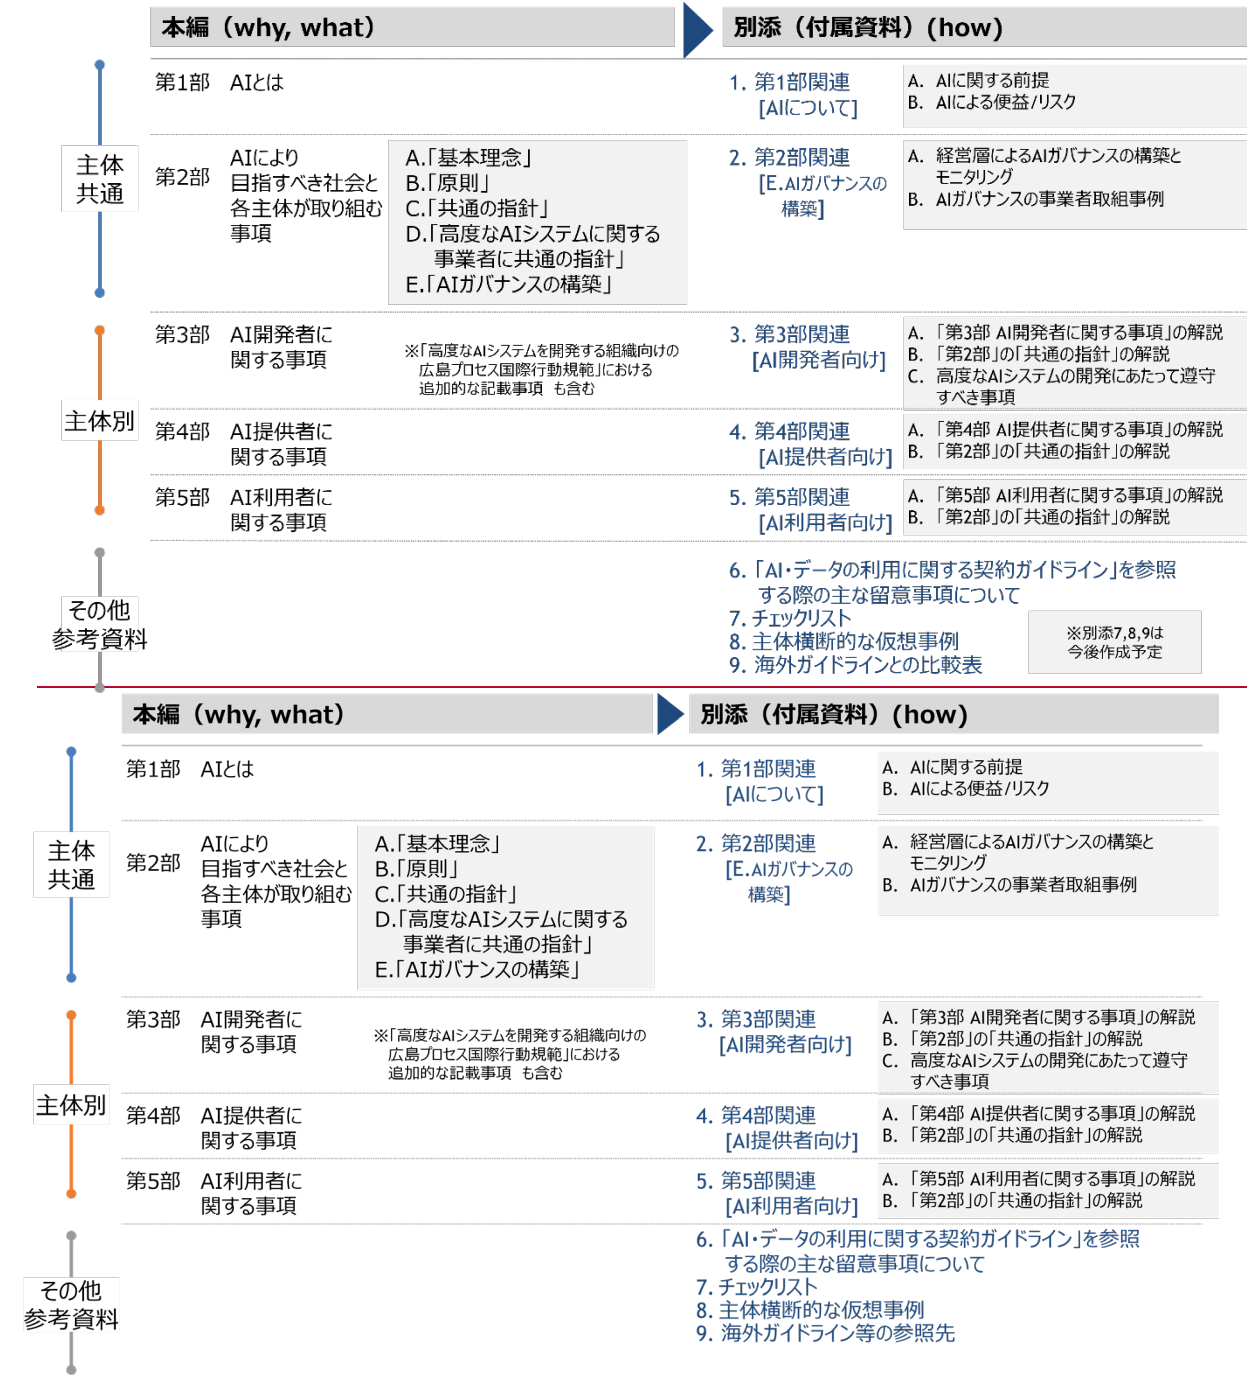 本編（why, what）
別添（付属資料）(how)
主体
共通
第1部 AIとは
1. 第1部関連
[AIについて]
A. AIに関する前提
B. AIによる便益/リスク
第2部
AIにより
目指すべき社会と
各主体が取り組む
事項
A.「基本理念」
B.「原則」
C.「共通の指針」
D.「高度なAIシステムに関する
事業者に共通の指針」
E.「AIガバナンスの構築」
2. 第2部関連
[E.AIガバナンスの
構築]
A. 経営層によるAIガバナンスの構築と
モニタリング
B. AIガバナンスの事業者取組事例
主体別
第3部 AI開発者に
関する事項
※「高度なAIシステムを開発する組織向けの
広島プロセス国際行動規範」における
追加的な記載事項 も含む
3. 第3部関連
[AI開発者向け]
A. 「第3部 AI開発者に関する事項」の解説
B. 「第2部」の「共通の指針」の解説
C. 高度なAIシステムの開発にあたって遵守
すべき事項
第4部 AI提供者に
関する事項
4. 第4部関連
[AI提供者向け]
A. 「第4部 AI提供者に関する事項」の解説
B. 「第2部」の「共通の指針」の解説
第5部 AI利用者に
関する事項
5. 第5部関連
[AI利用者向け]
A. 「第5部 AI利用者に関する事項」の解説
B. 「第2部」の「共通の指針」の解説
その他
参考資料
6. 「AI・データの利用に関する契約ガイドライン」を参照
する際の主な留意事項について
7. チェックリスト
8. 主体横断的な仮想事例
9. 海外ガイドラインとの比較表
※別添7,8,9は
今後作成予定
本編（why, what）
別添（付属資料）(how)
主体
共通
第1部 AIとは
1. 第1部関連
[AIについて]
A. AIに関する前提
B. AIによる便益/リスク
第2部
AIにより
目指すべき社会と
各主体が取り組む
事項
A.「基本理念」
B.「原則」
C.「共通の指針」
D.「高度なAIシステムに関する
事業者に共通の指針」
E.「AIガバナンスの構築」
2. 第2部関連
[E.AIガバナンスの
構築]
A. 経営層によるAIガバナンスの構築と
モニタリング
B. AIガバナンスの事業者取組事例
主体別
第3部 AI開発者に
関する事項
※「高度なAIシステムを開発する組織向けの
広島プロセス国際行動規範」における
追加的な記載事項 も含む
3. 第3部関連
[AI開発者向け]
A. 「第3部 AI開発者に関する事項」の解説
B. 「第2部」の「共通の指針」の解説
C. 高度なAIシステムの開発にあたって遵守
すべき事項
第4部 AI提供者に
関する事項
4. 第4部関連
[AI提供者向け]
A. 「第4部 AI提供者に関する事項」の解説
B. 「第2部」の「共通の指針」の解説
第5部 AI利用者に
関する事項
5. 第5部関連
[AI利用者向け]
A. 「第5部 AI利用者に関する事項」の解説
B. 「第2部」の「共通の指針」の解説
その他
参考資料
6. 「AI・データの利用に関する契約ガイドライン」を参照
する際の主な留意事項について
7. チェックリスト
8. 主体横断的な仮想事例
9. 海外ガイドライン等の参照先